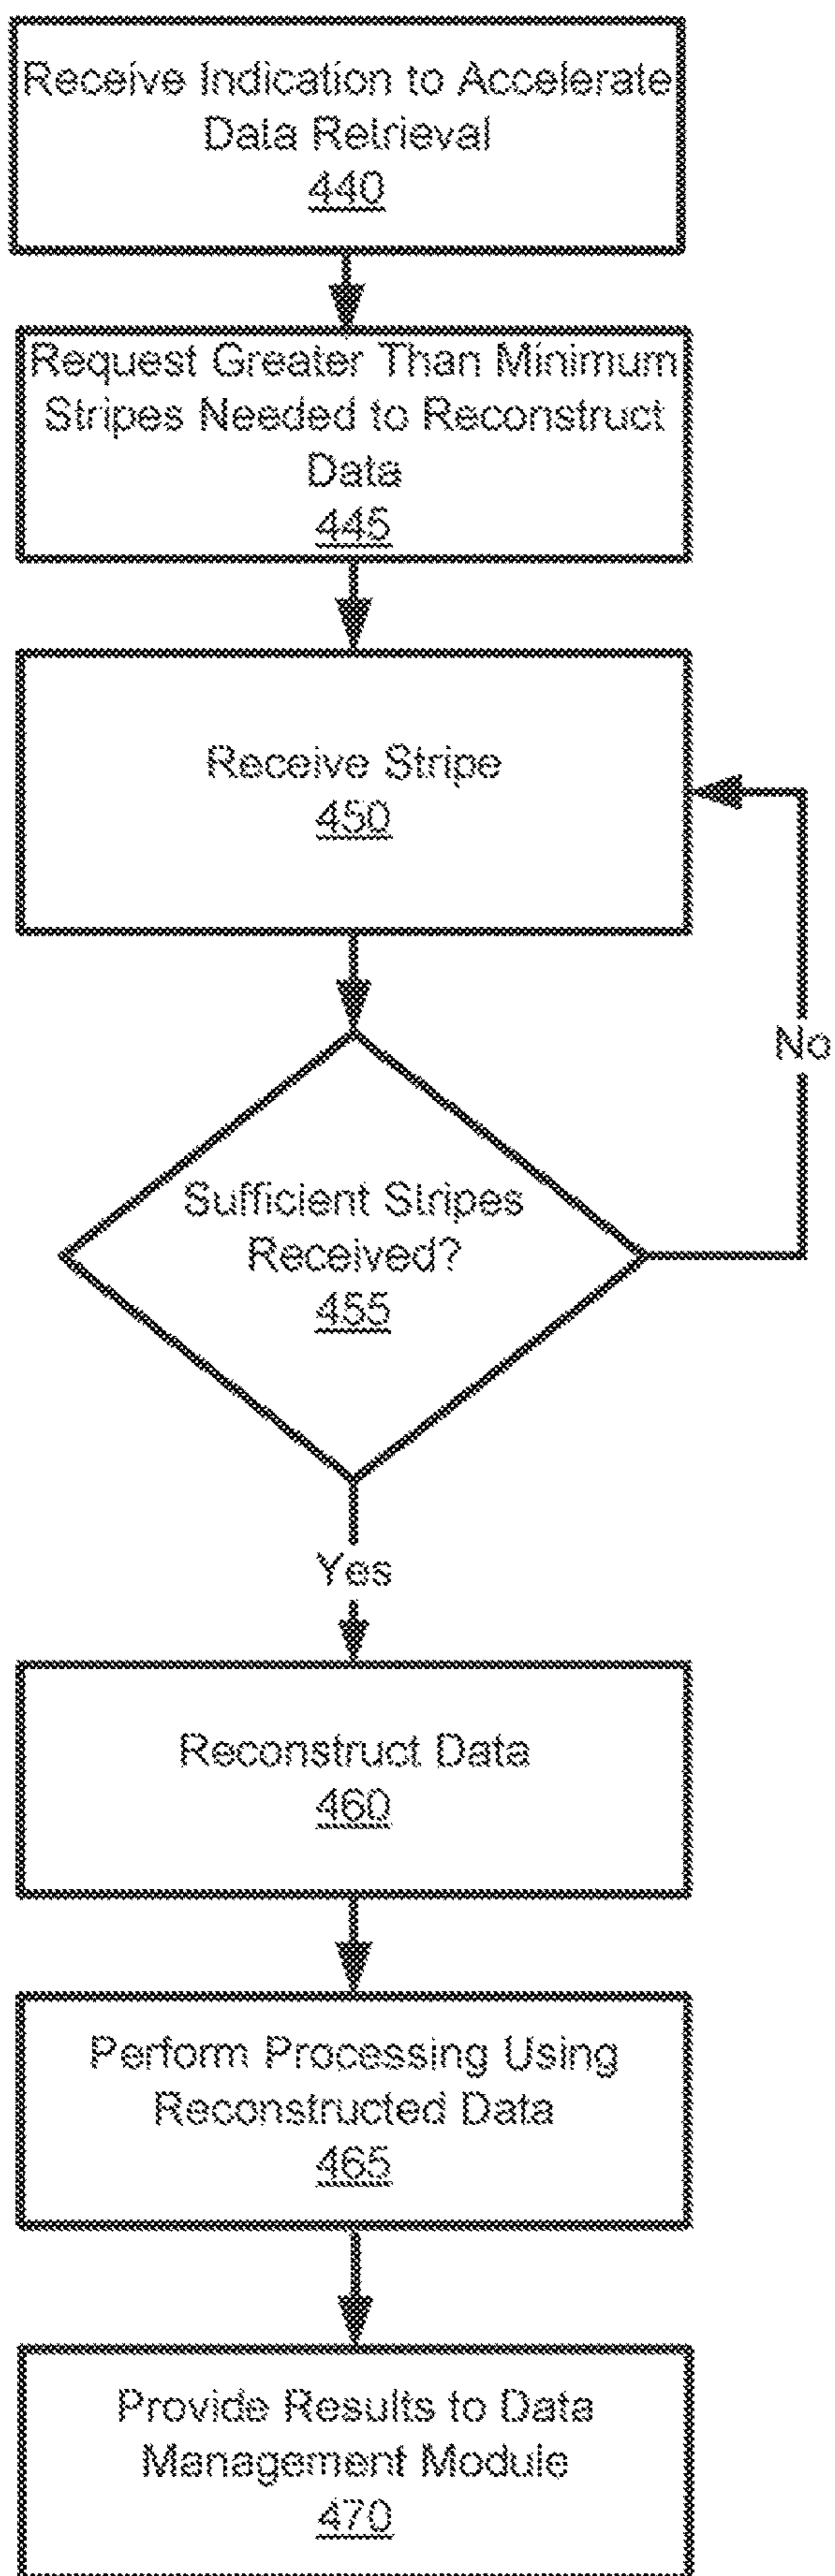 Receive Indication to Accelerate
Data Retrieval
440
Request Greater Than Minimum
Stripes Needed to Reconstruct
Data
445
Receive Stripe
450
No
Sufficient Stripes
Received?
455
Yes
Reconstruct Data
460
Perform Processing Using
Reconstructed Data
465
Provide Results to Data
Management Module
470